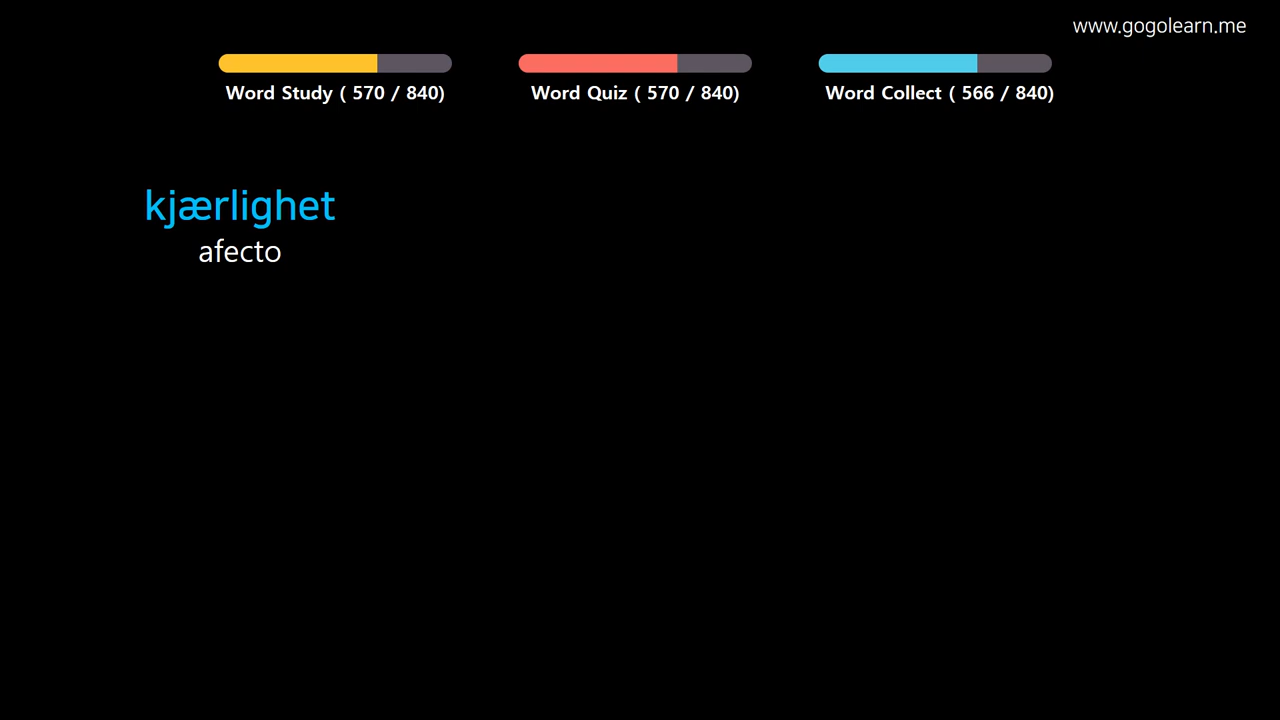 www.gogolearn.me
Word Study ( 570 / 840)
Word Quiz ( 570 / 840)
Word Collect ( 566 / 840)
kjærlighet
afecto